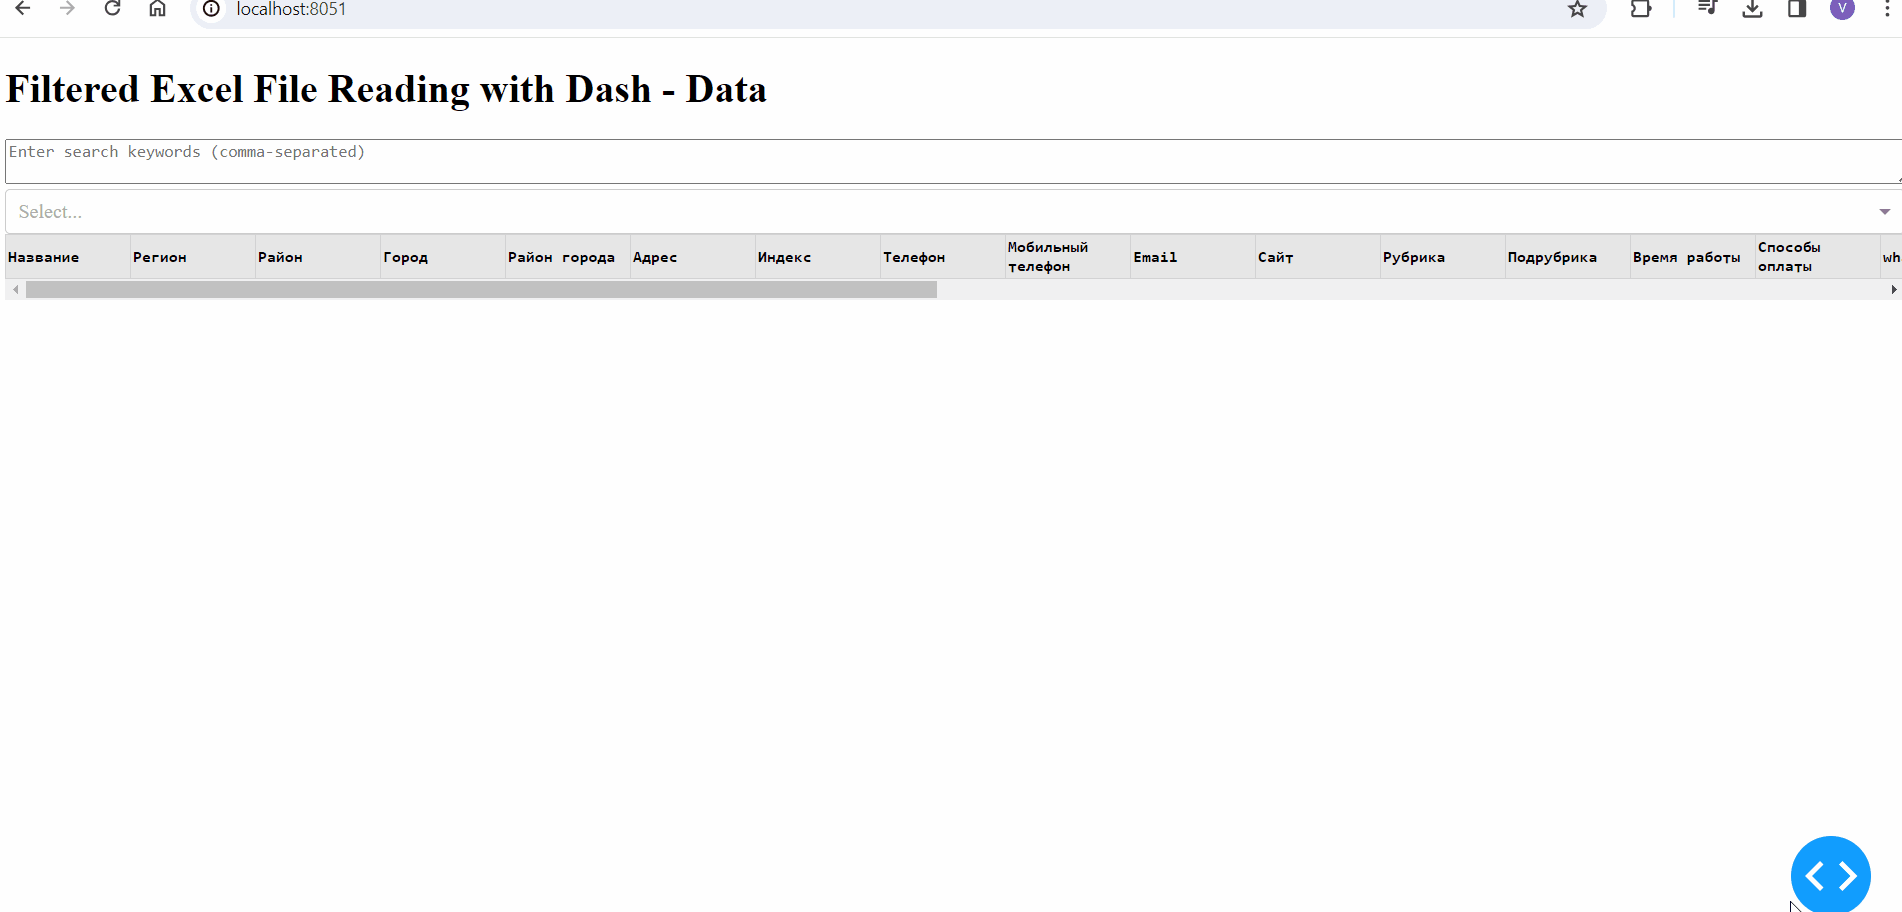 localhost:8051
V
Filtered Excel File Reading with Dash - Data
Enter search keywords (comma-separated)
Select...
Название Регион Район Город Район города Адрес Индекс Телефон Мобильный телефон Email Сайт Рубрика Подрубрика Время работы Способы оплаты wh